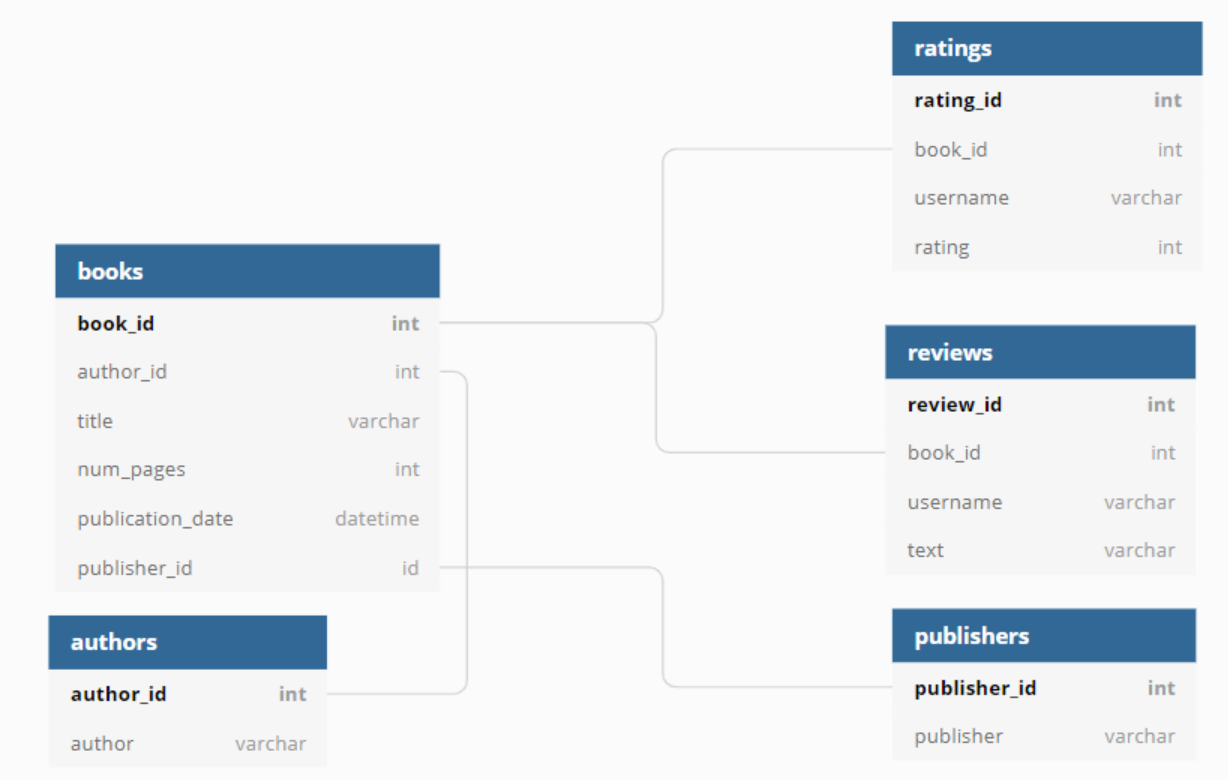 ratings
rating_id int
book_id int
username varchar
rating int
books
book_id int
author_id int
title varchar
num_pages int
publication_date datetime
publisher_id id
reviews
review_id int
book_id int
username varchar
text varchar
authors
author_id int
author varchar
publishers
publisher_id int
publisher varchar